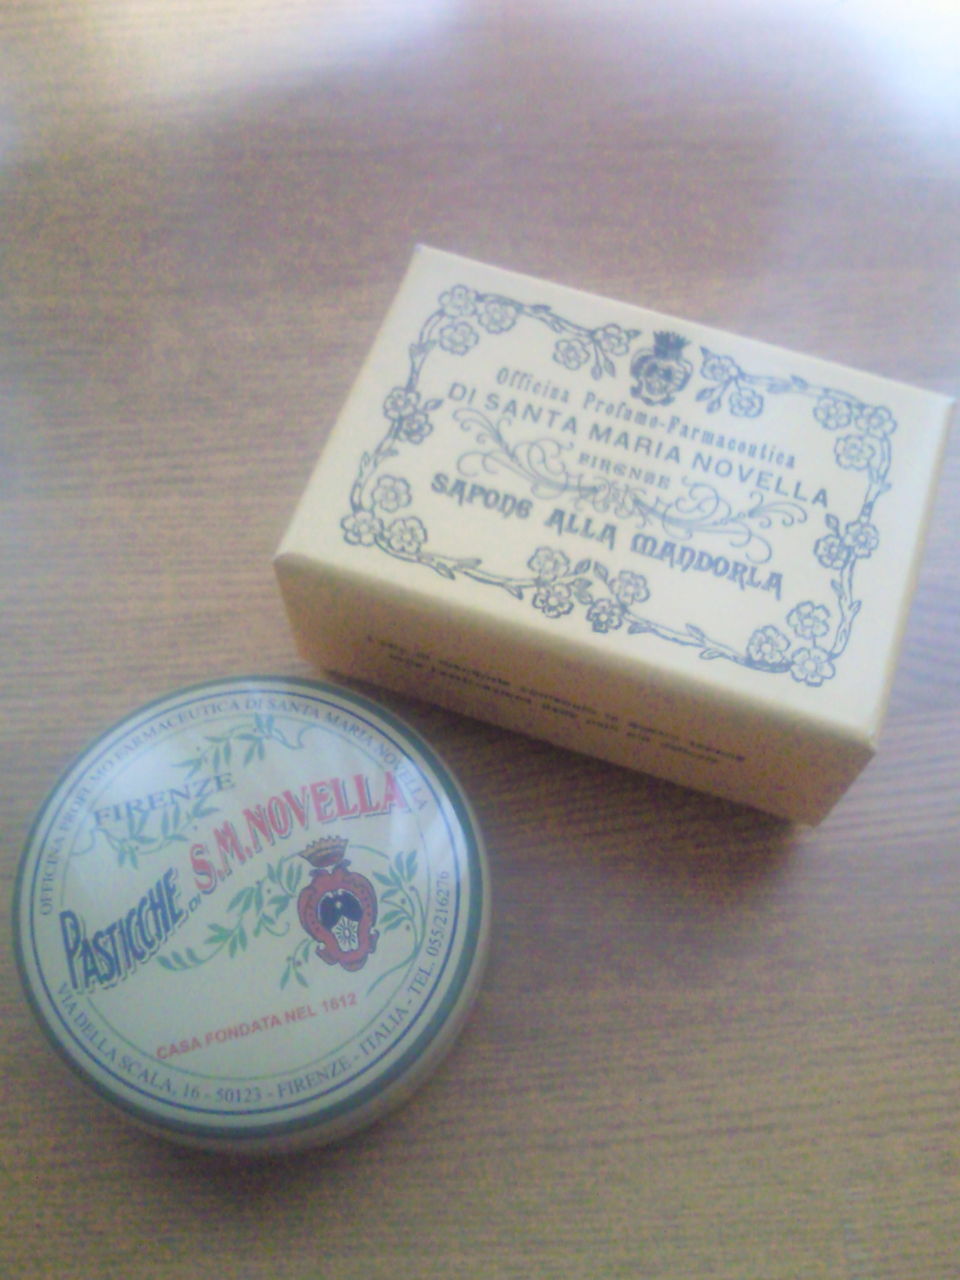 Officina Profumo-Farmaceutica
DI SANTA MARIA NOVELLA
FIRENZE
SAPONE ALLA MANDORLA
OFFICINA PROFUMO FARMACEUTICA DI SANTA MARIA NOVELLA
FIRENZE
PASTICCHE DI S.M.NOVELLA
CASA FONDATA NEL 1612
VIA DELLA SCALA, 16 - 50123 - FIRENZE - ITALIA - TEL. 055/216276